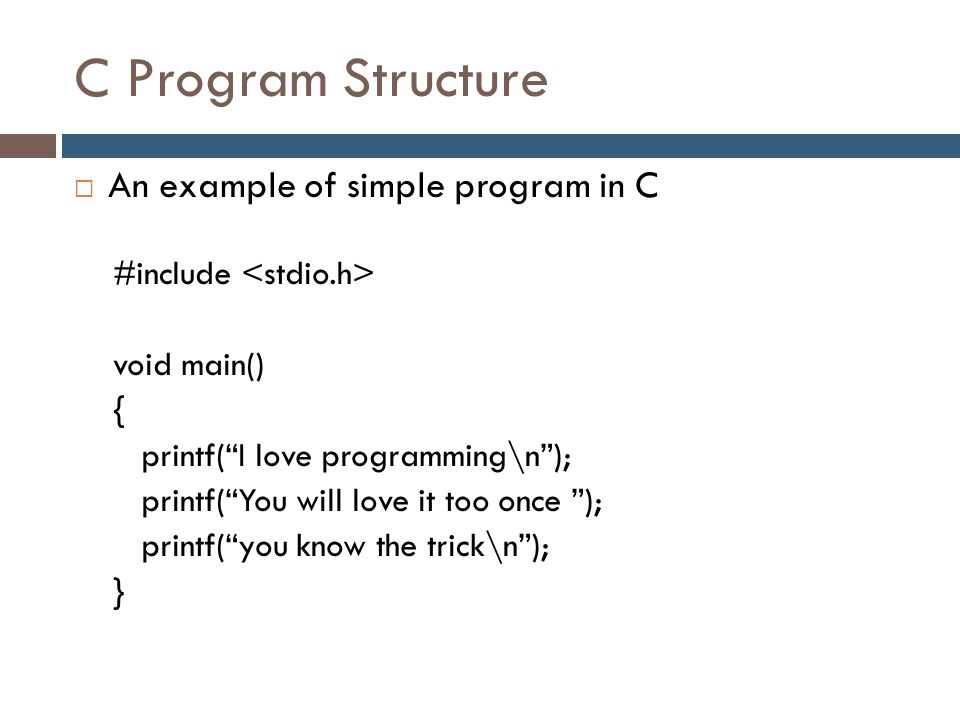 C Program Structure
An example of simple program in C
#include <stdio.h>
void main()
{
printf(“I love programming\n”);
printf(“You will love it too once ”);
printf(“you know the trick\n”);
}